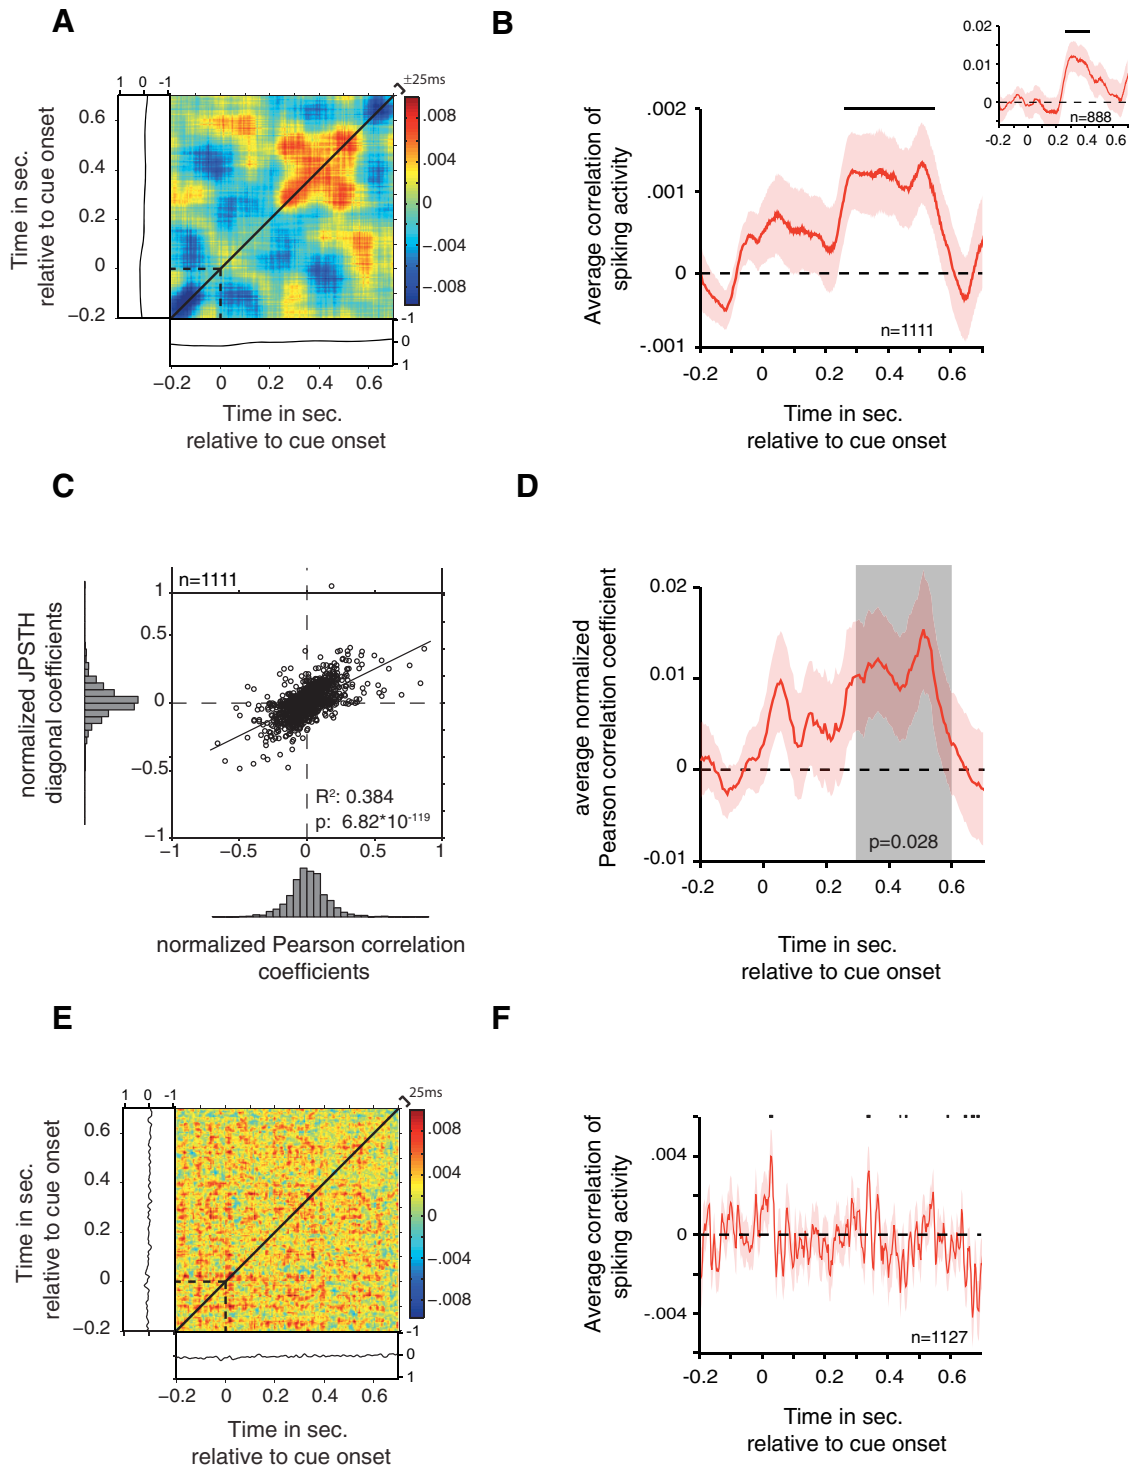 A
B
1 0 -1
±25ms
0.6
0.4
0.2
0
−0.2
Time in sec.
relative to cue onset
.008
.004
0
−.004
−.008
-1
0
1
−0.2 0 0.2 0.4 0.6
Time in sec.
relative to cue onset
0.02
0.01
0
n=888
-0.2 0 0.2 0.4 0.6
.002
.001
0
-.001
Average correlation of
spiking activity
n=1111
-0.2 0 0.2 0.4 0.6
Time in sec.
relative to cue onset
C
D
n=1111
normalized JPSTH
diagonal coefficients
1
0.5
0
−0.5
−1
R2: 0.384
p: 6.82*10-119
−1 −0.5 0 0.5 1
normalized Pearson correlation
coefficients
average normalized
Pearson correlation coefficient
0.02
0.01
0
-0.01
p=0.028
-0.2 0 0.2 0.4 0.6
Time in sec.
relative to cue onset
E
F
1 0 -1
25ms
0.6
0.4
0.2
0
−0.2
Time in sec.
relative to cue onset
.008
.004
0
−.004
−.008
-1
0
1
−0.2 0 0.2 0.4 0.6
Time in sec.
relative to cue onset
Average correlation of
spiking activity
.004
0
-.004
n=1127
-0.2 0 0.2 0.4 0.6
Time in sec.
relative to cue onset